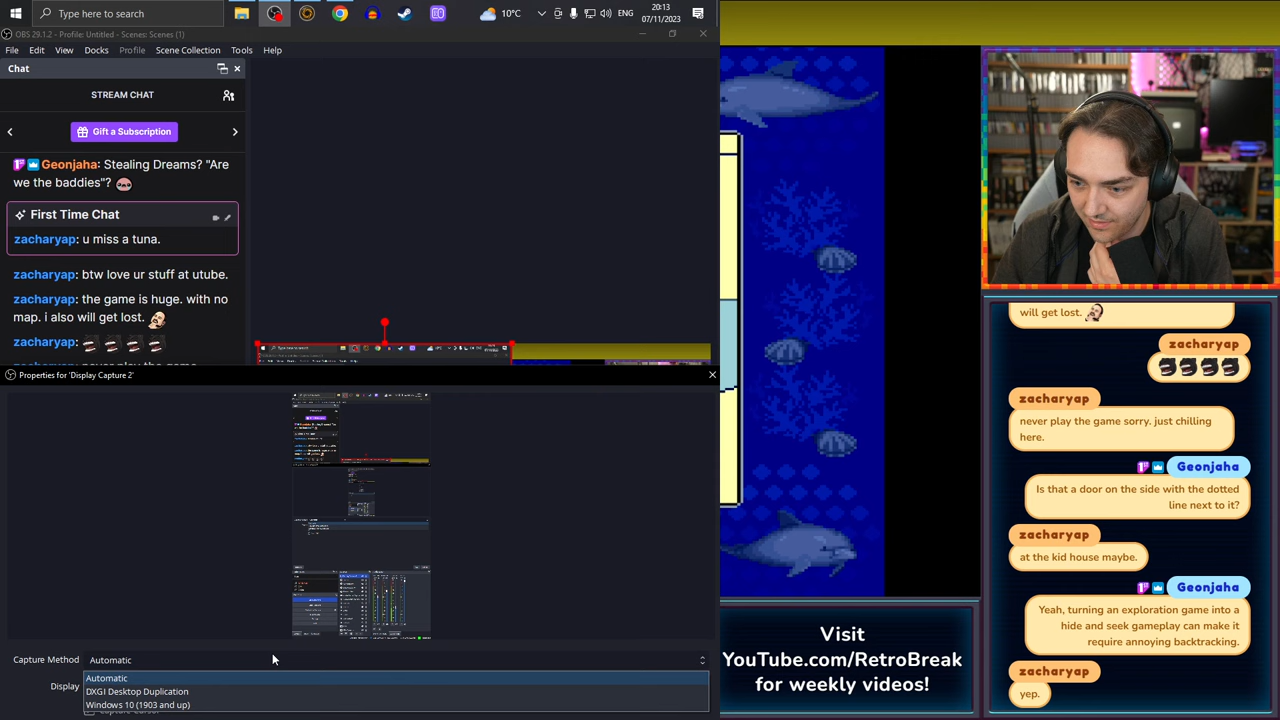 Type here to search
10°C
ENG
20:13
07/11/2023
OBS 29.1.2 - Profile: Untitled - Scenes: Scenes (1)
File Edit View Docks Profile Scene Collection Tools Help
Chat
STREAM CHAT
Gift a Subscription
Geonjaha: Stealing Dreams? "Are
we the baddies"?
First Time Chat
zacharyap: u miss a tuna.
zacharyap: btw love ur stuff at utube.
zacharyap: the game is huge. with no
map. i also will get lost.
zacharyap:
Properties for 'Display Capture 2'
Capture Method
Automatic
Automatic
DXGI Desktop Duplication
Windows 10 (1903 and up)
Display
will get lost.
zacharyap
zacharyap
never play the game sorry. just chilling
here.
Geonjaha
Is that a door on the side with the dotted
line next to it?
zacharyap
at the kid house maybe.
Geonjaha
Yeah, turning an exploration game into a
hide and seek gameplay can make it
require annoying backtracking.
zacharyap
yep.
Visit
YouTube.com/RetroBreak
for weekly videos!